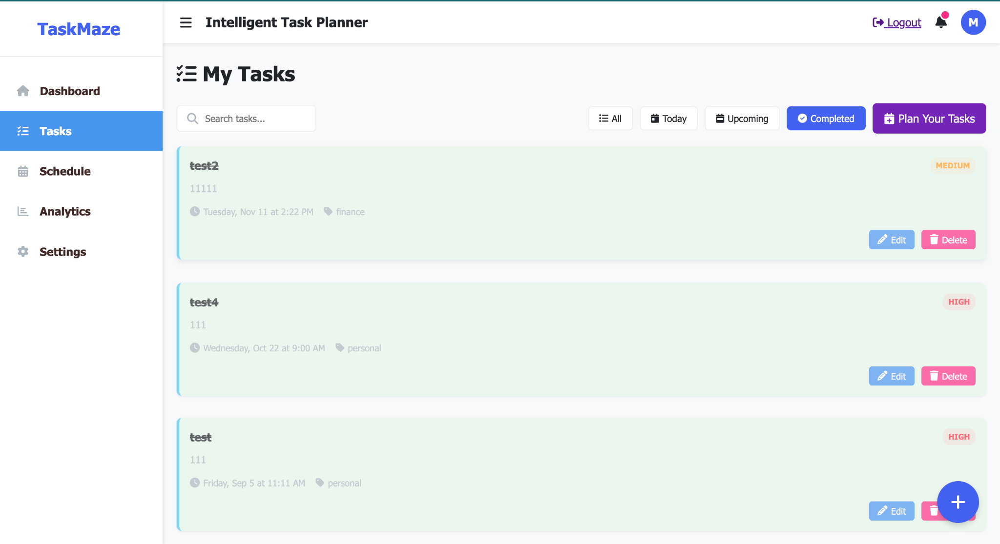 TaskMaze
Intelligent Task Planner
Logout
M
Dashboard
Tasks
Schedule
Analytics
Settings
My Tasks
Search tasks...
All
Today
Upcoming
Completed
Plan Your Tasks
test2
MEDIUM
11111
Tuesday, Nov 11 at 2:22 PM finance
Edit
Delete
test4
HIGH
111
Wednesday, Oct 22 at 9:00 AM personal
Edit
Delete
test
HIGH
111
Friday, Sep 5 at 11:11 AM personal
Edit